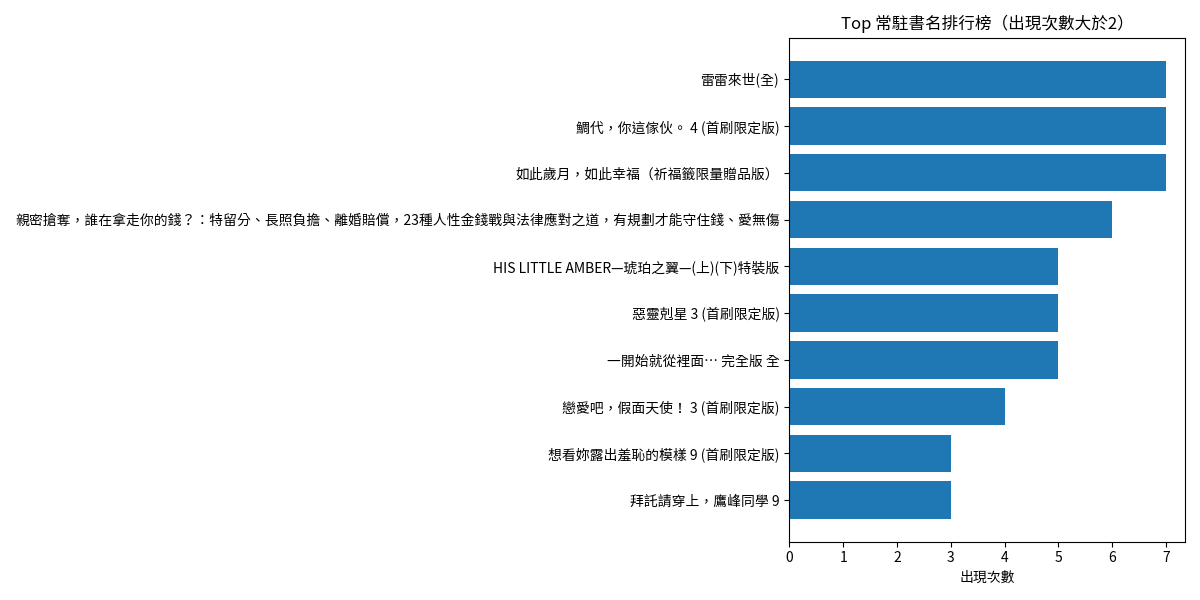 Top 常駐書名排行榜（出現次數大於2）
雷雷來世(全)
鯛代，你這傢伙。 4 (首刷限定版)
如此歲月，如此幸福（祈福籤限量贈品版）
親密搶奪，誰在拿走你的錢？：特留分、長照負擔、離婚賠償，23種人性金錢戰與法律應對之道，有規劃才能守住錢、愛無傷
HIS LITTLE AMBER—琥珀之翼—(上)(下)特裝版
惡靈剋星 3 (首刷限定版)
一開始就從裡面… 完全版 全
戀愛吧，假面天使！ 3 (首刷限定版)
想看妳露出羞恥的模樣 9 (首刷限定版)
拜託請穿上，鷹峰同學 9
0 1 2 3 4 5 6 7
出現次數